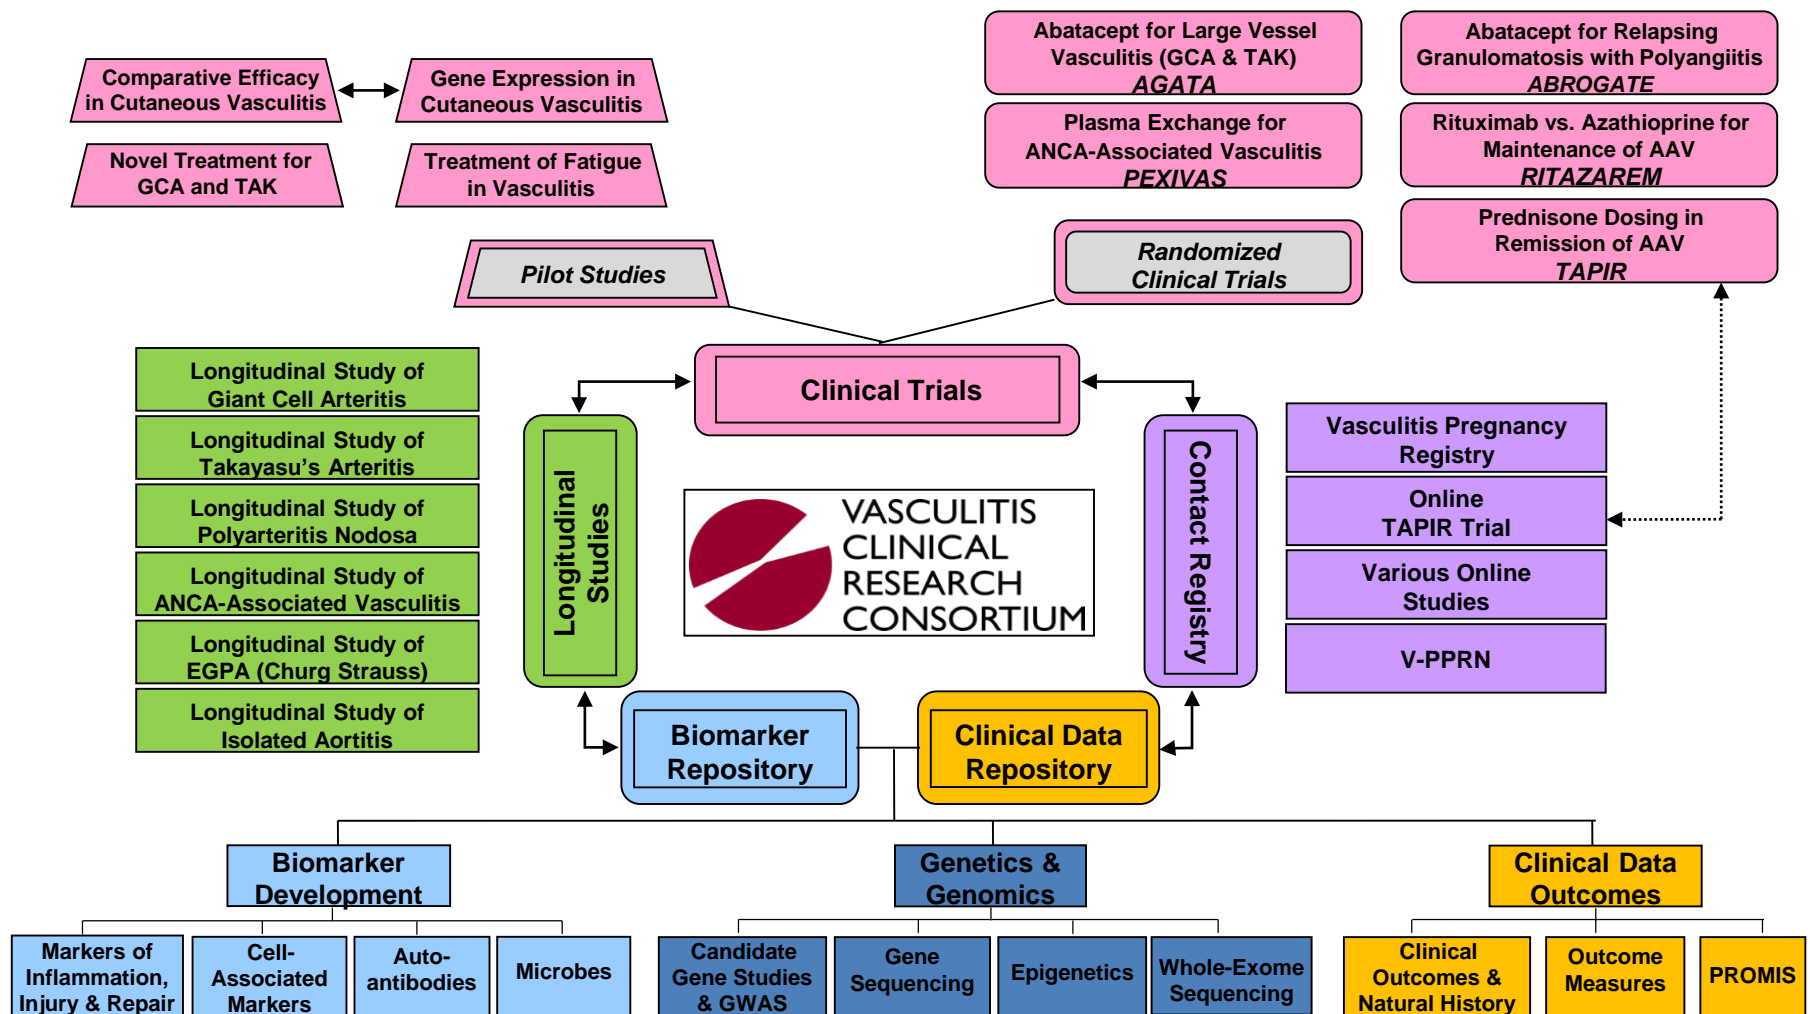 Comparative Efficacy
in Cutaneous Vasculitis
Gene Expression in
Cutaneous Vasculitis
Novel Treatment for
GCA and TAK
Treatment of Fatigue
in Vasculitis
Abatacept for Large Vessel
Vasculitis (GCA & TAK)
AGATA
Abatacept for Relapsing
Granulomatosis with Polyangiitis
ABROGATE
Plasma Exchange for
ANCA-Associated Vasculitis
PEXIVAS
Rituximab vs. Azathioprine for
Maintenance of AAV
RITAZAREM
Prednisone Dosing in
Remission of AAV
TAPIR
Pilot Studies
Randomized
Clinical Trials
Clinical Trials
Longitudinal Study of
Giant Cell Arteritis
Longitudinal Study of
Takayasu's Arteritis
Longitudinal Study of
Polyarteritis Nodosa
Longitudinal Study of
ANCA-Associated Vasculitis
Longitudinal Study of
EGPA (Churg Strauss)
Longitudinal Study of
Isolated Aortitis
Longitudinal
Studies
VASCULITIS
CLINICAL
RESEARCH
CONSORTIUM
Contact Registry
Vasculitis Pregnancy
Registry
Online
TAPIR Trial
Various Online
Studies
V-PPRN
Biomarker
Repository
Clinical Data
Repository
Biomarker
Development
Genetics &
Genomics
Clinical Data
Outcomes
Markers of
Inflammation,
Injury & Repair
Cell-
Associated
Markers
Auto-
antibodies
Microbes
Candidate
Gene Studies
& GWAS
Gene
Sequencing
Epigenetics
Whole-Exome
Sequencing
Clinical
Outcomes &
Natural History
Outcome
Measures
PROMIS